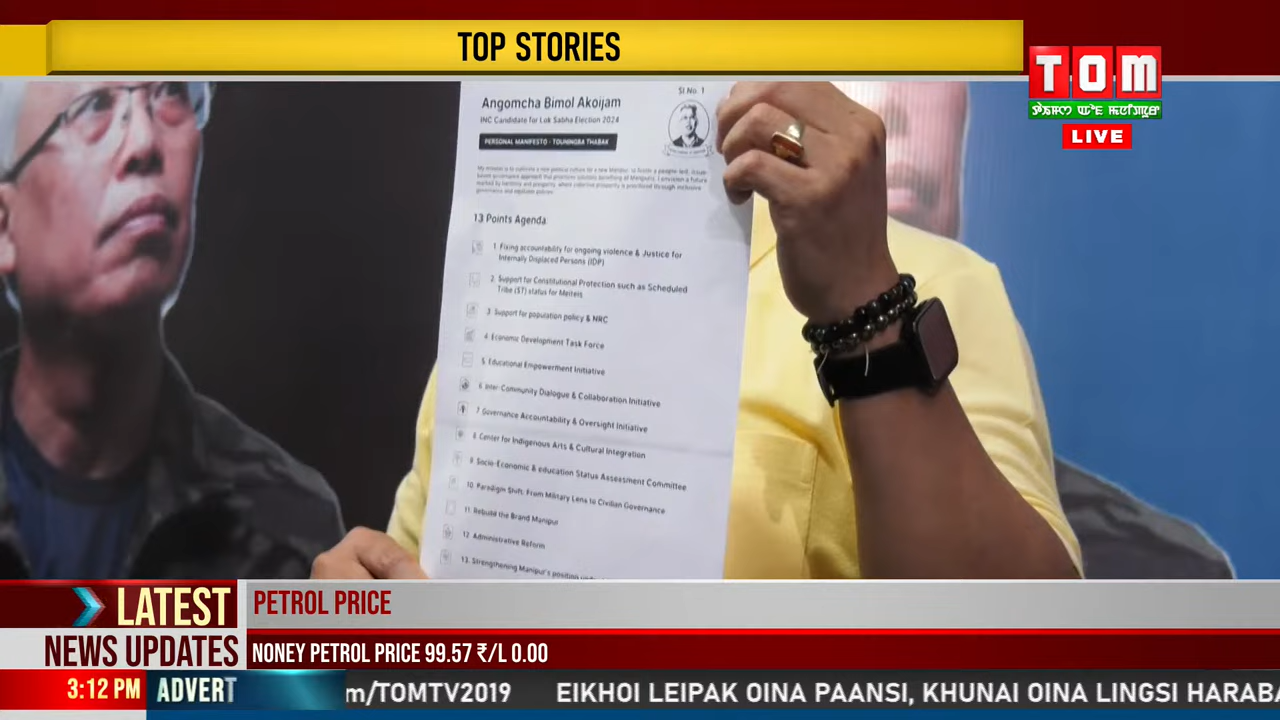 TOP STORIES
TOM
LIVE
Sl.No. 1
Angomcha Bimol Akoijam
INC Candidate for Lok Sabha Election 2024
PERSONAL MANIFESTO - TOUNINGBA THABAK
13 Points Agenda
1. Fixing accountability for ongoing violence & Justice for
Internally Displaced Persons (IDP)
2. Support for Constitutional Protection such as Scheduled
Tribe (ST) status for Meiteis
3. Support for population policy & NRC
4. Economic Development Task Force
5. Educational Empowerment Initiative
6. Inter-Community Dialogue & Collaboration Initiative
7. Governance Accountability & Oversight Initiative
8. Center for Indigenous Arts & Cultural Integration
9. Socio-Economic & education Status Assessment Committee
10. Paradigm Shift: From Military Lens to Civilian Governance
11. Rebuild the Brand Manipur
12. Administrative Reform
13. Strengthening Manipur's position
LATEST
NEWS UPDATES
PETROL PRICE
NONEY PETROL PRICE 99.57 ₹/L 0.00
3:12 PM
ADVERT
m/TOMTV2019 EIKHOI LEIPAK OINA PAANSI, KHUNAI OINA LINGSI HARABA